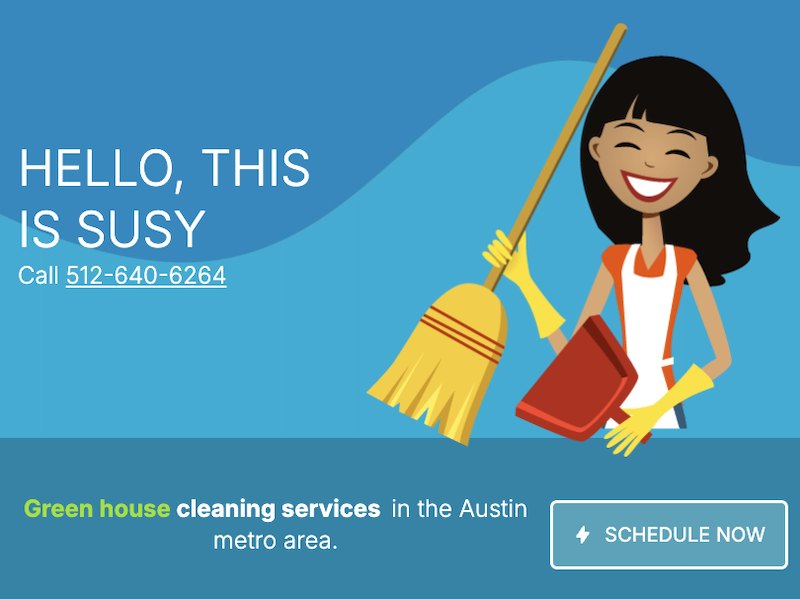 HELLO, THIS
IS SUSY
Call 512-640-6264
Green house cleaning services in the Austin
metro area.
SCHEDULE NOW